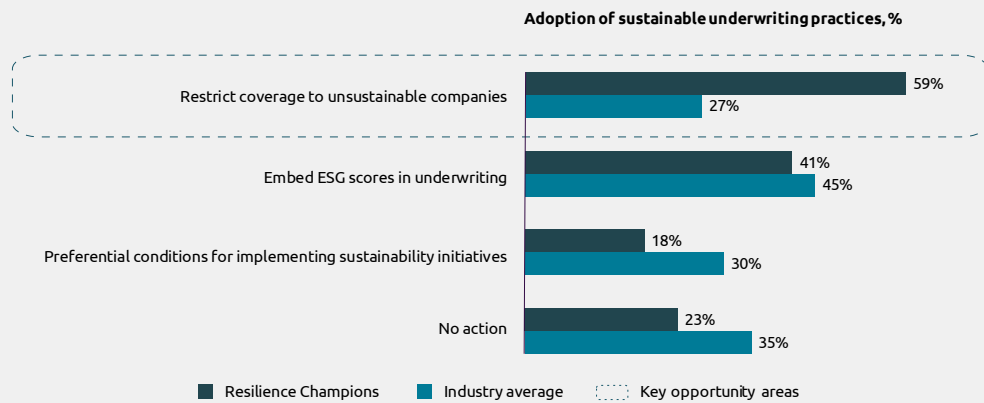 Adoption of sustainable underwriting practices, %
Restrict coverage to unsustainable companies
59%
27%
Embed ESG scores in underwriting
41%
45%
Preferential conditions for implementing sustainability initiatives
18%
30%
No action
23%
35%
Resilience Champions
Industry average
Key opportunity areas